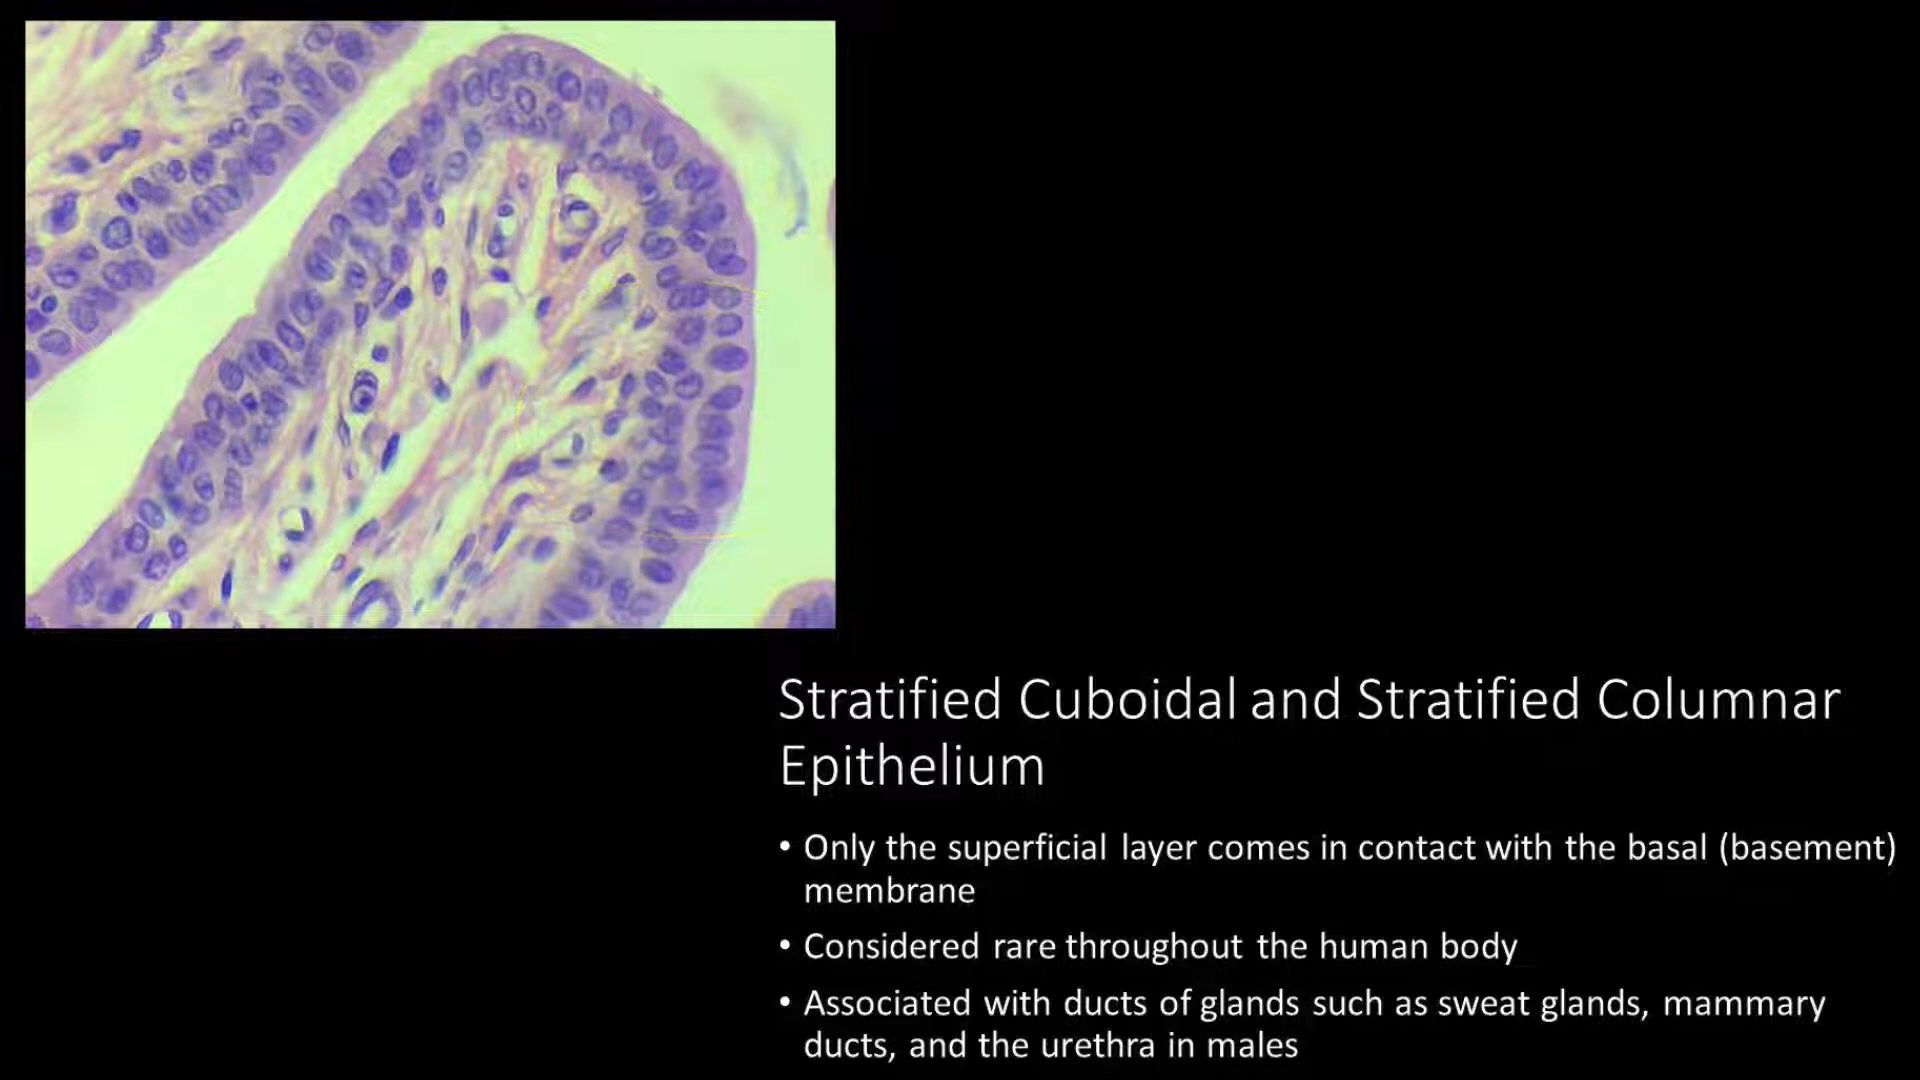 Stratified Cuboidal and Stratified Columnar
Epithelium
• Only the superficial layer comes in contact with the basal (basement)
membrane
• Considered rare throughout the human body
• Associated with ducts of glands such as sweat glands, mammary
ducts, and the urethra in males